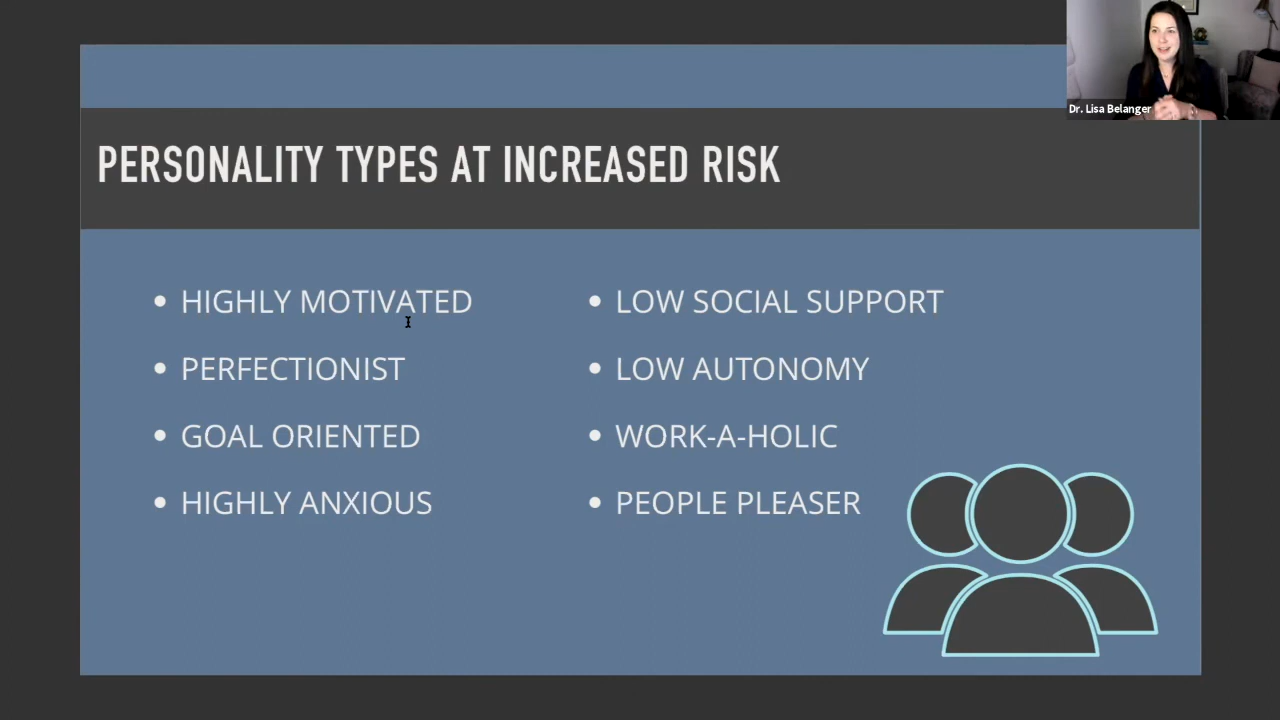 Dr. Lisa Belanger
PERSONALITY TYPES AT INCREASED RISK
• HIGHLY MOTIVATED
• PERFECTIONIST
• GOAL ORIENTED
• HIGHLY ANXIOUS
• LOW SOCIAL SUPPORT
• LOW AUTONOMY
• WORK-A-HOLIC
• PEOPLE PLEASER